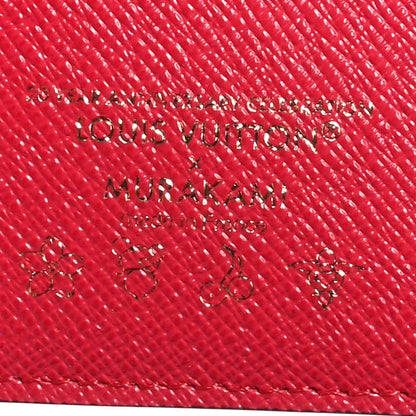 20 YEAR ANNIVERSARY CELEBRATION
LOUIS VUITTON®
x
MURAKAMI
made in France